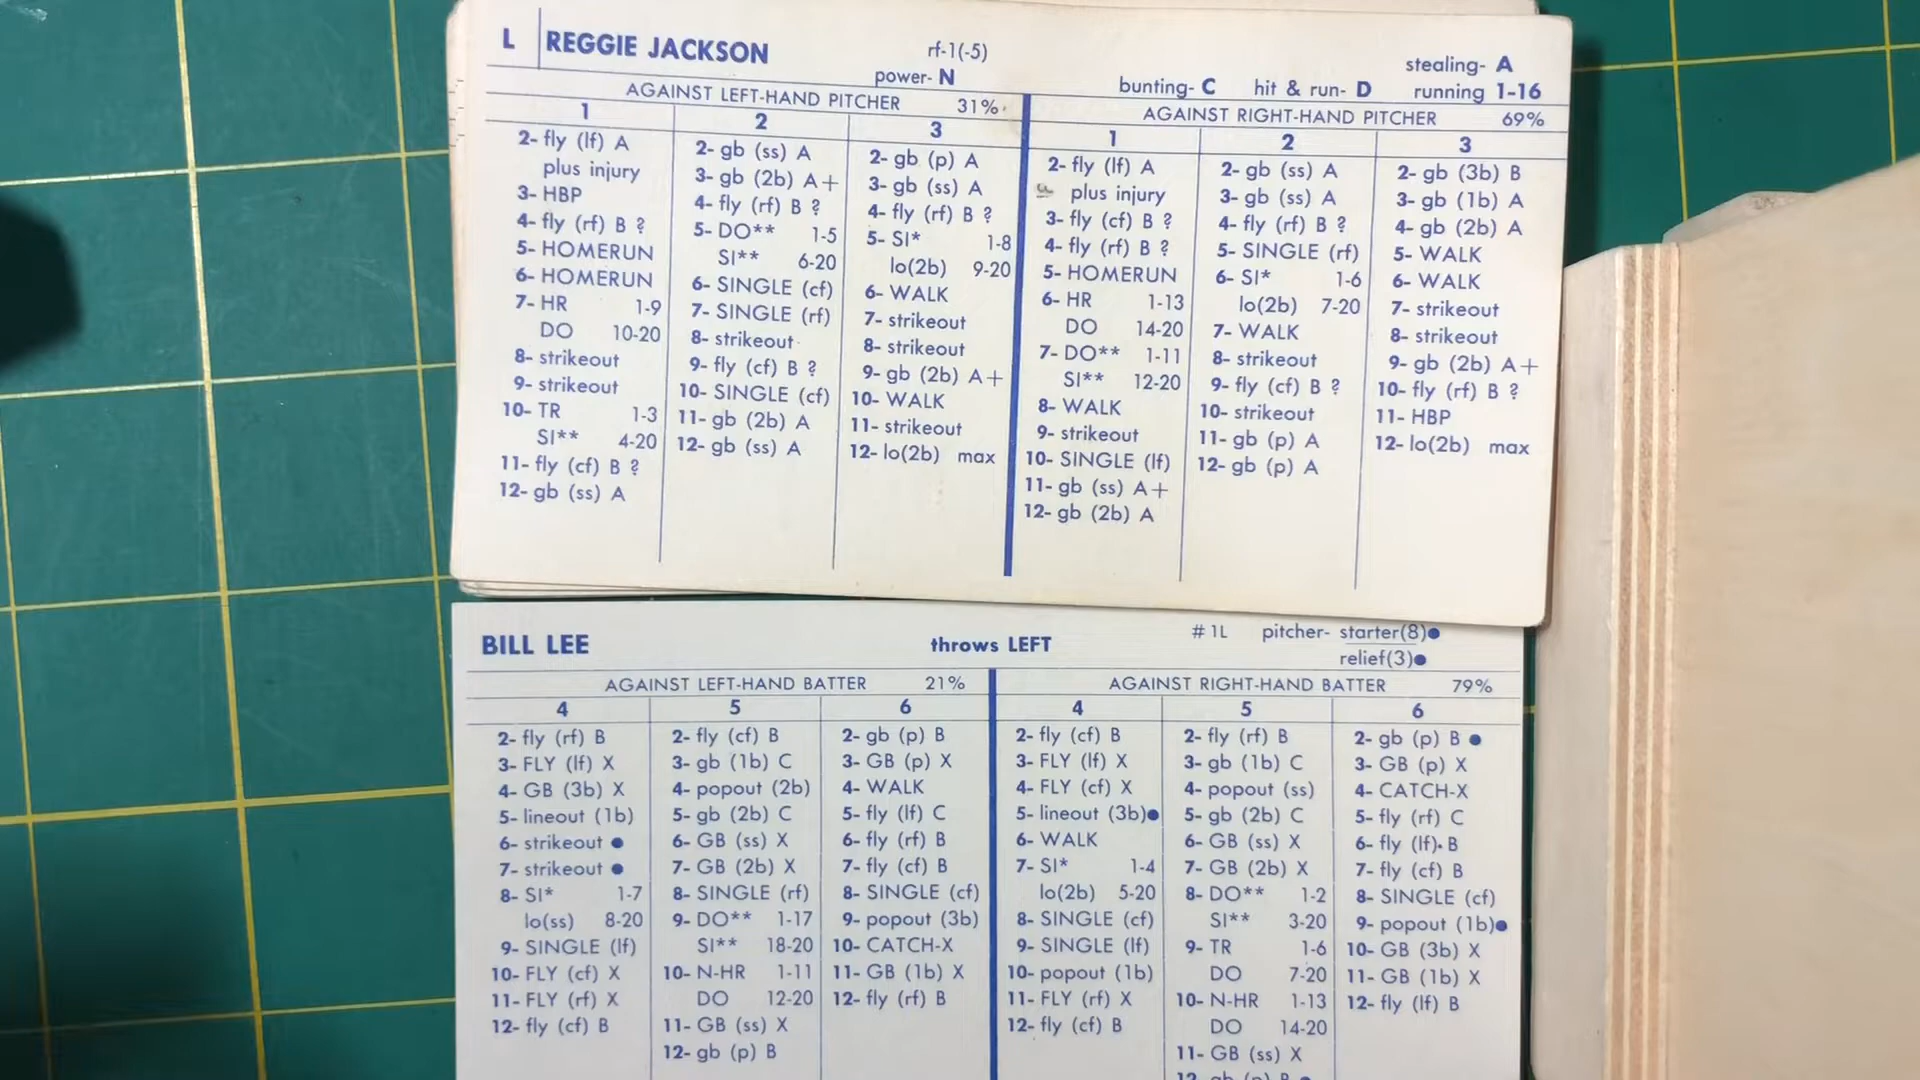 L REGGIE JACKSON rf-1(-5) stealing- A
power- N bunting- C hit & run- D running 1-16
AGAINST LEFT-HAND PITCHER 31%
1
2- fly (lf) A
plus injury
3- HBP
4- fly (rf) B ?
5- HOMERUN
6- HOMERUN
7- HR 1-9
DO 10-20
8- strikeout
9- strikeout
10- TR 1-3
SI** 4-20
11- fly (cf) B ?
12- gb (ss) A
2
2- gb (ss) A
3- gb (2b) A+
4- fly (rf) B ?
5- DO** 1-5
SI** 6-20
6- SINGLE (cf)
7- SINGLE (rf)
8- strikeout
9- fly (cf) B ?
10- SINGLE (cf)
11- gb (2b) A
12- gb (ss) A
3
2- gb (p) A
3- gb (ss) A
4- fly (rf) B ?
5- SI* 1-8
lo(2b) 9-20
6- WALK
7- strikeout
8- strikeout
9- gb (2b) A+
10- WALK
11- strikeout
12- lo(2b) max
AGAINST RIGHT-HAND PITCHER 69%
1
2- fly (lf) A
plus injury
3- fly (cf) B ?
4- fly (rf) B ?
5- HOMERUN
6- HR 1-13
DO 14-20
7- DO** 1-11
SI** 12-20
8- WALK
9- strikeout
10- SINGLE (lf)
11- gb (ss) A+
12- gb (2b) A
2
2- gb (ss) A
3- gb (ss) A
4- fly (rf) B ?
5- SINGLE (rf)
6- SI* 1-6
lo(2b) 7-20
7- WALK
8- strikeout
9- fly (cf) B ?
10- strikeout
11- gb (p) A
12- gb (p) A
3
2- gb (3b) B
3- gb (1b) A
4- gb (2b) A
5- WALK
6- WALK
7- strikeout
8- strikeout
9- gb (2b) A+
10- fly (rf) B ?
11- HBP
12- lo(2b) max
BILL LEE throws LEFT #1L pitcher- starter(8)●
relief(3)●
AGAINST LEFT-HAND BATTER 21%
4
2- fly (rf) B
3- FLY (lf) X
4- GB (3b) X
5- lineout (1b)
6- strikeout ●
7- strikeout ●
8- SI* 1-7
lo(ss) 8-20
9- SINGLE (lf)
10- FLY (cf) X
11- FLY (rf) X
12- fly (cf) B
5
2- fly (cf) B
3- gb (1b) C
4- popout (2b)
5- gb (2b) C
6- GB (ss) X
7- GB (2b) X
8- SINGLE (rf)
9- DO** 1-17
SI** 18-20
10- N-HR 1-11
DO 12-20
11- GB (ss) X
12- gb (p) B
6
2- gb (p) B
3- GB (p) X
4- WALK
5- fly (lf) C
6- fly (rf) B
7- fly (cf) B
8- SINGLE (cf)
9- popout (3b)
10- CATCH-X
11- GB (1b) X
12- fly (rf) B
AGAINST RIGHT-HAND BATTER 79%
4
2- fly (cf) B
3- FLY (lf) X
4- FLY (cf) X
5- lineout (3b)●
6- WALK
7- SI* 1-4
lo(2b) 5-20
8- SINGLE (cf)
9- SINGLE (lf)
10- popout (1b)
11- FLY (rf) X
12- fly (cf) B
5
2- fly (rf) B
3- gb (1b) C
4- popout (ss)
5- gb (2b) C
6- GB (ss) X
7- GB (2b) X
8- DO** 1-2
SI** 3-20
9- TR 1-6
DO 7-20
10- N-HR 1-13
DO 14-20
11- GB (ss) X
12- gb (p) B ●
6
2- gb (p) B ●
3- GB (p) X
4- CATCH-X
5- fly (rf) C
6- fly (lf) B
7- fly (cf) B
8- SINGLE (cf)
9- popout (1b)●
10- GB (3b) X
11- GB (1b) X
12- fly (lf) B